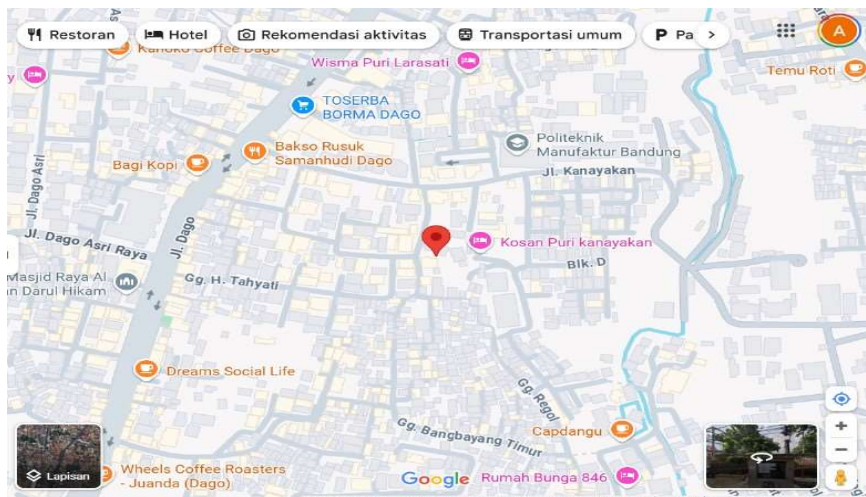 Restoran
Hotel
Rekomendasi aktivitas
Transportasi umum
P Pa >
A
Kanoko Coffee Dago
Wisma Puri Larasati
Temu Roti
TOSERBA
BORMA DAGO
Bakso Rusuk
Samanhudi Dago
Politeknik
Manufaktur Bandung
Bagi Kopi
Jl. Kanayakan
Jl. Dago Asri
Jl. Dago
Jl. Dago Asri Raya
Kosan Puri kanayakan
Blk. D
Masjid Raya Al
n Darul Hikam
Gg. H. Tahyati
Dreams Social Life
Gg. Regol
Gg. Bangbayang Timur
Capdangu
Lapisan
Wheels Coffee Roasters
- Juanda (Dago)
Google
Rumah Bunga 846